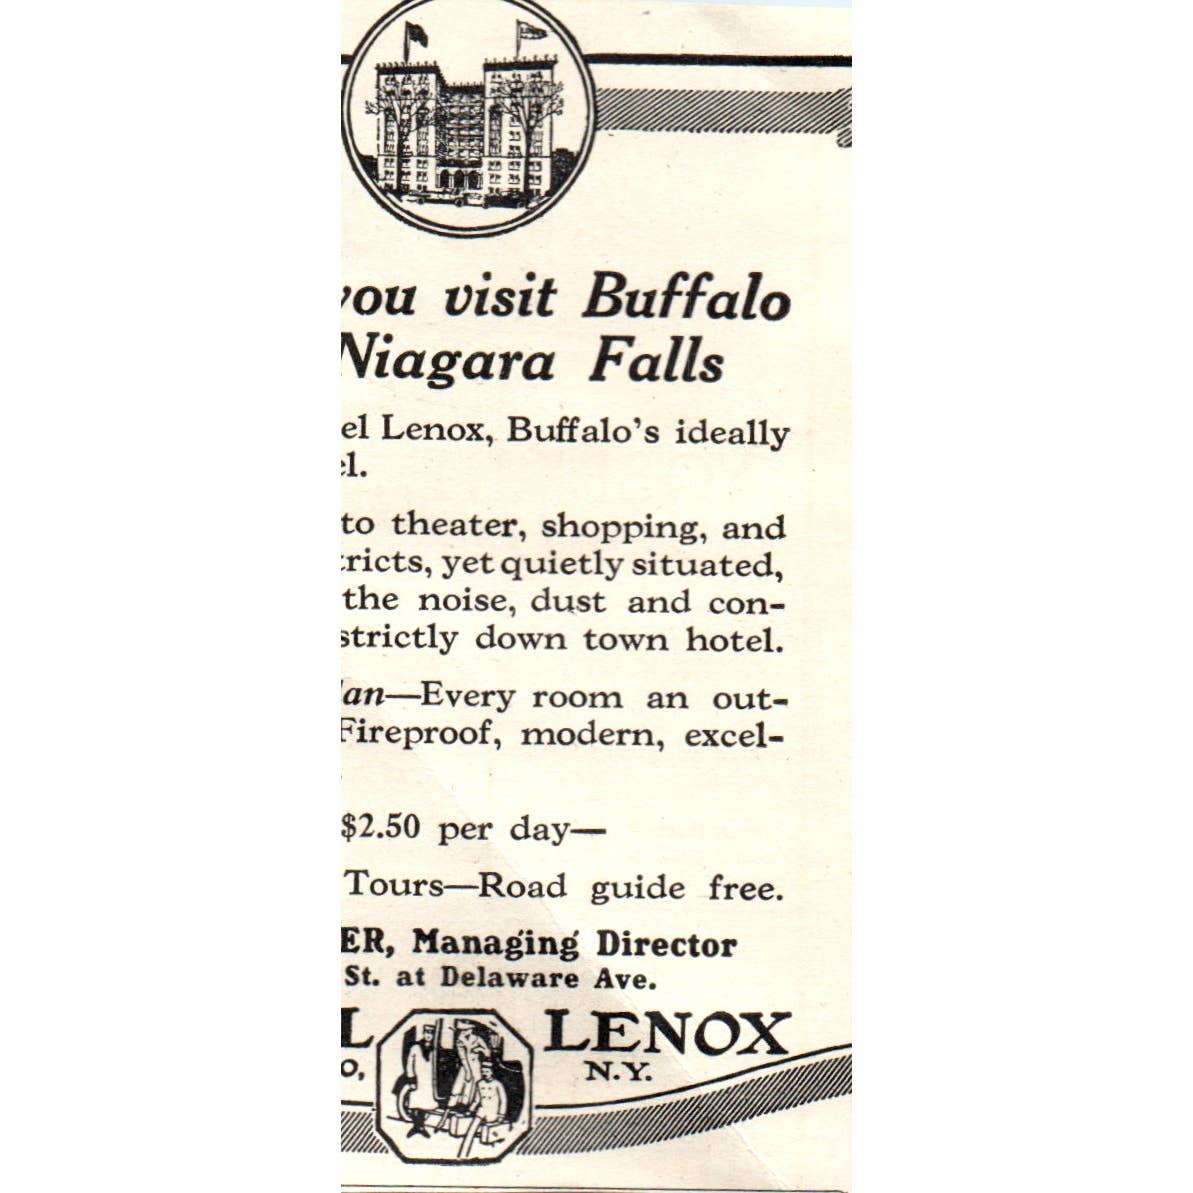 you visit Buffalo
Niagara Falls
el Lenox, Buffalo's ideally
el.
to theater, shopping, and
tricts, yet quietly situated,
the noise, dust and con-
strictly down town hotel.
lan—Every room an out-
Fireproof, modern, excel-
$2.50 per day—
Tours—Road guide free.
ER, Managing Director
St. at Delaware Ave.
L LENOX
O, N.Y.